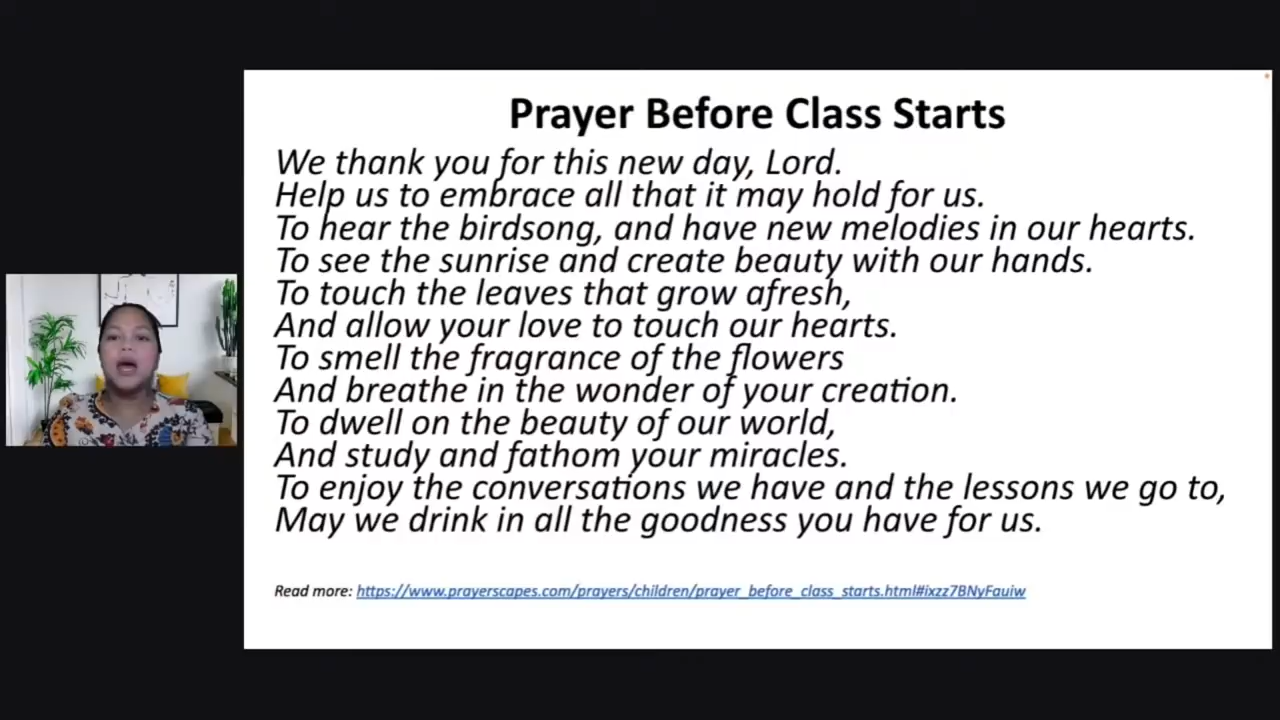 Prayer Before Class Starts
We thank you for this new day, Lord.
Help us to embrace all that it may hold for us.
To hear the birdsong, and have new melodies in our hearts.
To see the sunrise and create beauty with our hands.
To touch the leaves that grow afresh,
And allow your love to touch our hearts.
To smell the fragrance of the flowers
And breathe in the wonder of your creation.
To dwell on the beauty of our world,
And study and fathom your miracles.
To enjoy the conversations we have and the lessons we go to,
May we drink in all the goodness you have for us.
Read more: https://www.prayerscapes.com/prayers/children/prayer_before_class_starts.html#ixzz7BNyFauiw